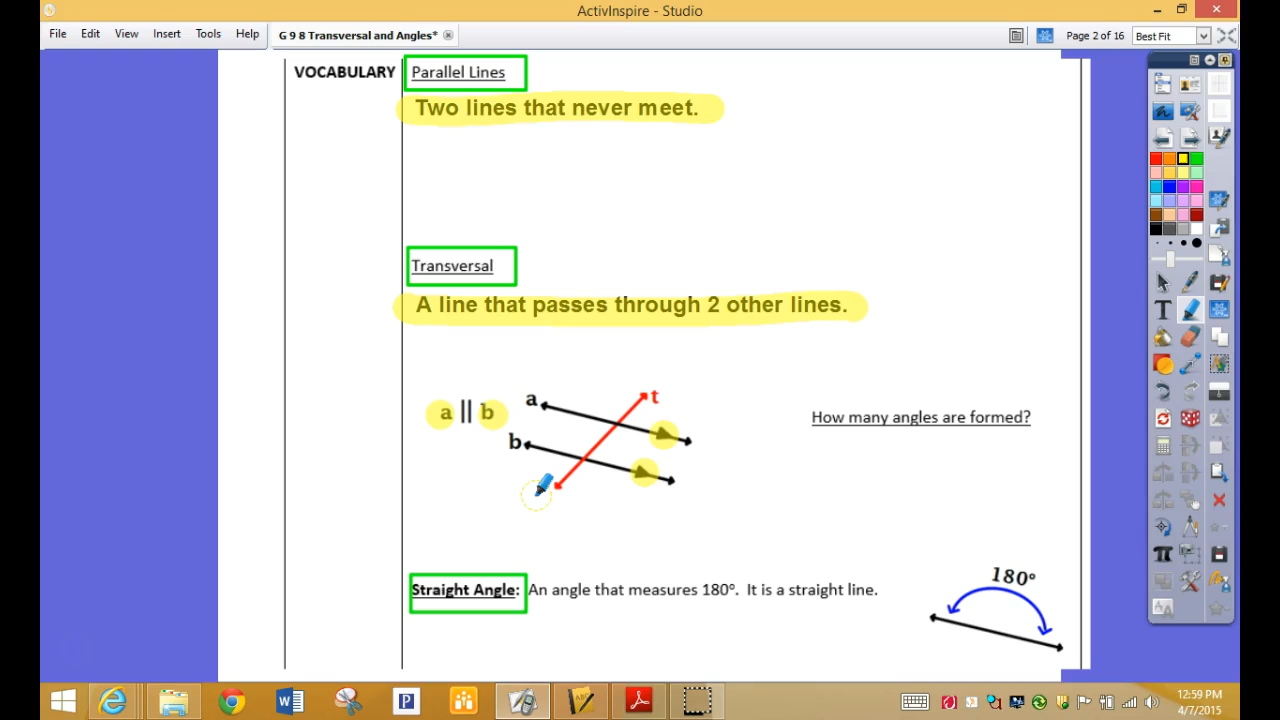 ActivInspire - Studio
File Edit View Insert Tools Help
G 9 8 Transversal and Angles*
Page 2 of 16
Best Fit
VOCABULARY
Parallel Lines
Two lines that never meet.
Transversal
A line that passes through 2 other lines.
a || b
a
t
b
How many angles are formed?
Straight Angle: An angle that measures 180°. It is a straight line.
180°
12:59 PM
4/7/2015